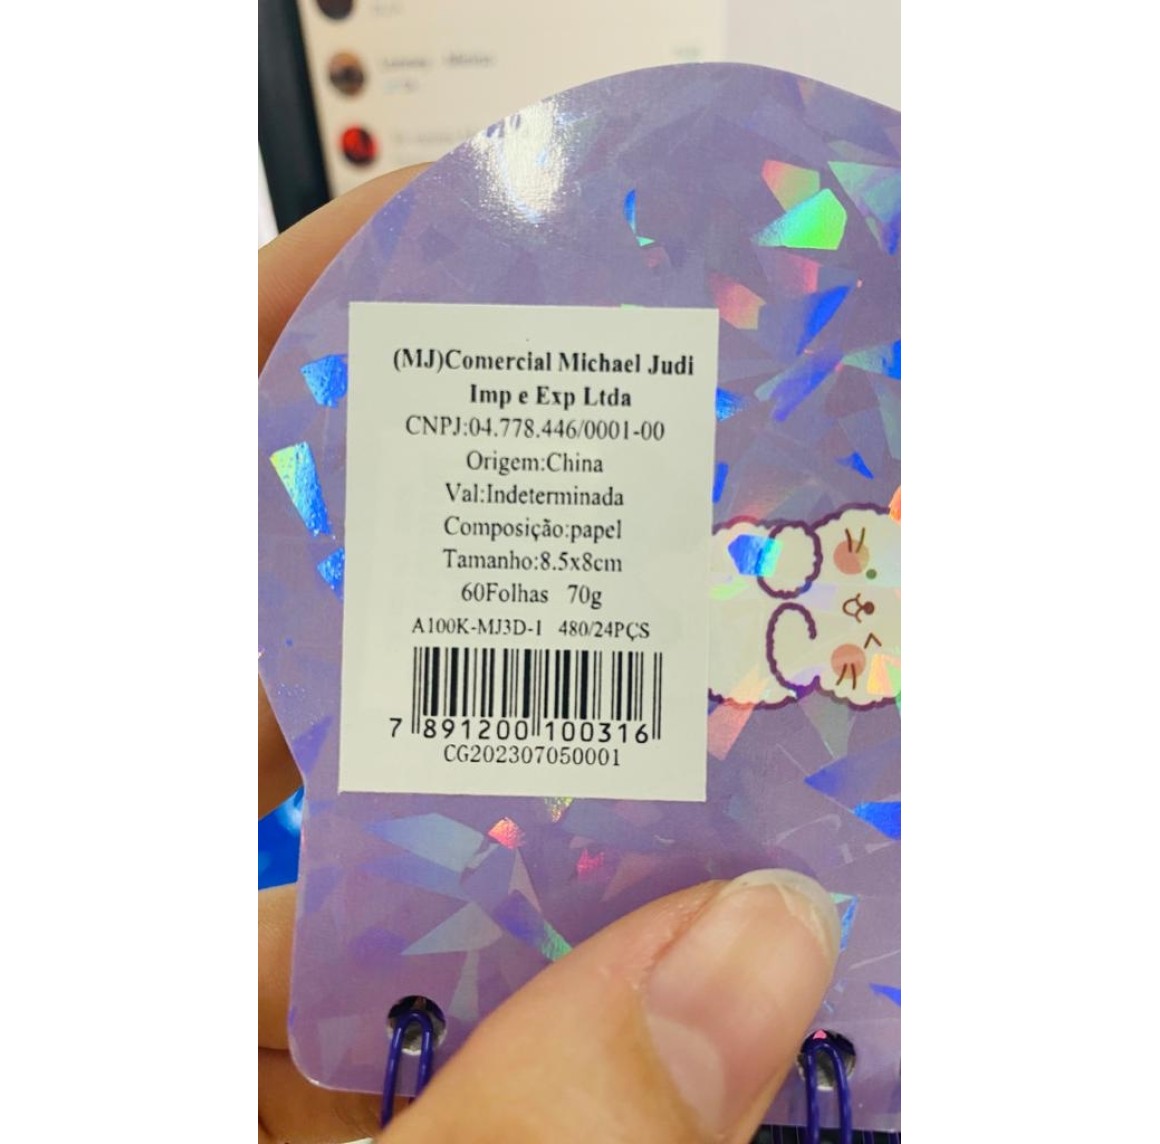 (MJ)Comercial Michael Judi
Imp e Exp Ltda
CNPJ:04.778.446/0001-00
Origem:China
Val:Indeterminada
Composição:papel
Tamanho:8.5x8cm
60Folhas 70g
A100K-MJ3D-1 480/24PÇS
7 891200 100316
CG202307050001